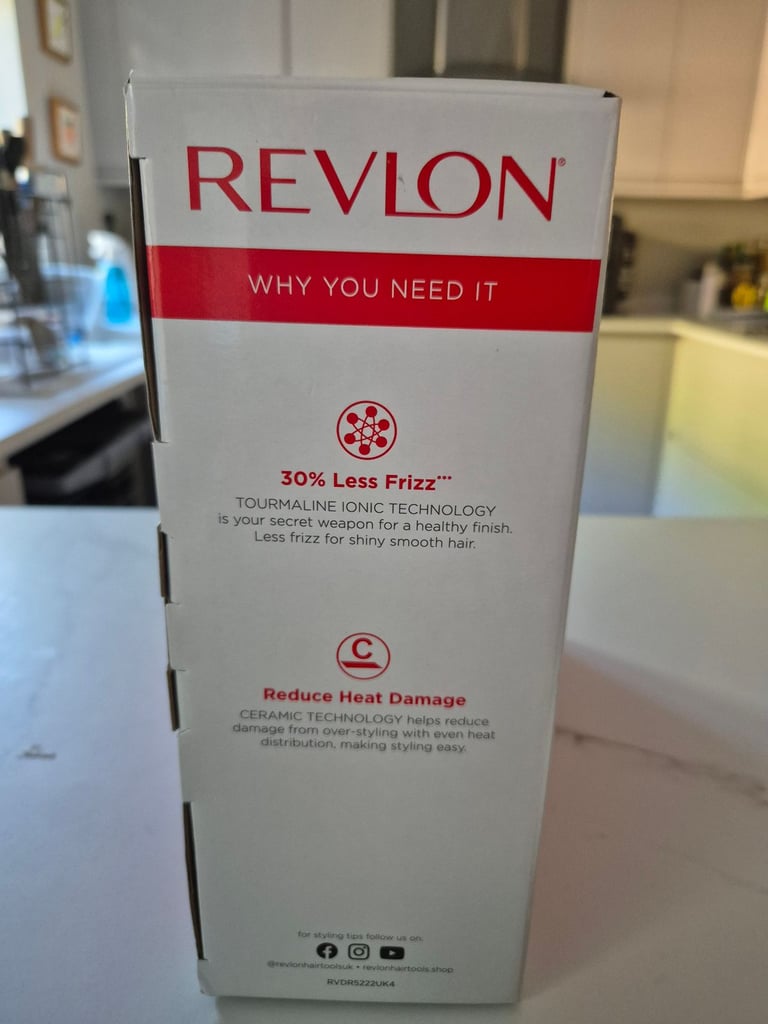 REVLON®
WHY YOU NEED IT
30% Less Frizz•••
TOURMALINE IONIC TECHNOLOGY
is your secret weapon for a healthy finish.
Less frizz for shiny smooth hair.
C
Reduce Heat Damage
CERAMIC TECHNOLOGY helps reduce
damage from over-styling with even heat
distribution, making styling easy.
for styling tips follow us on:
@revlonhairtoolsuk • revlonhairtools.shop
RVDR5222UK4